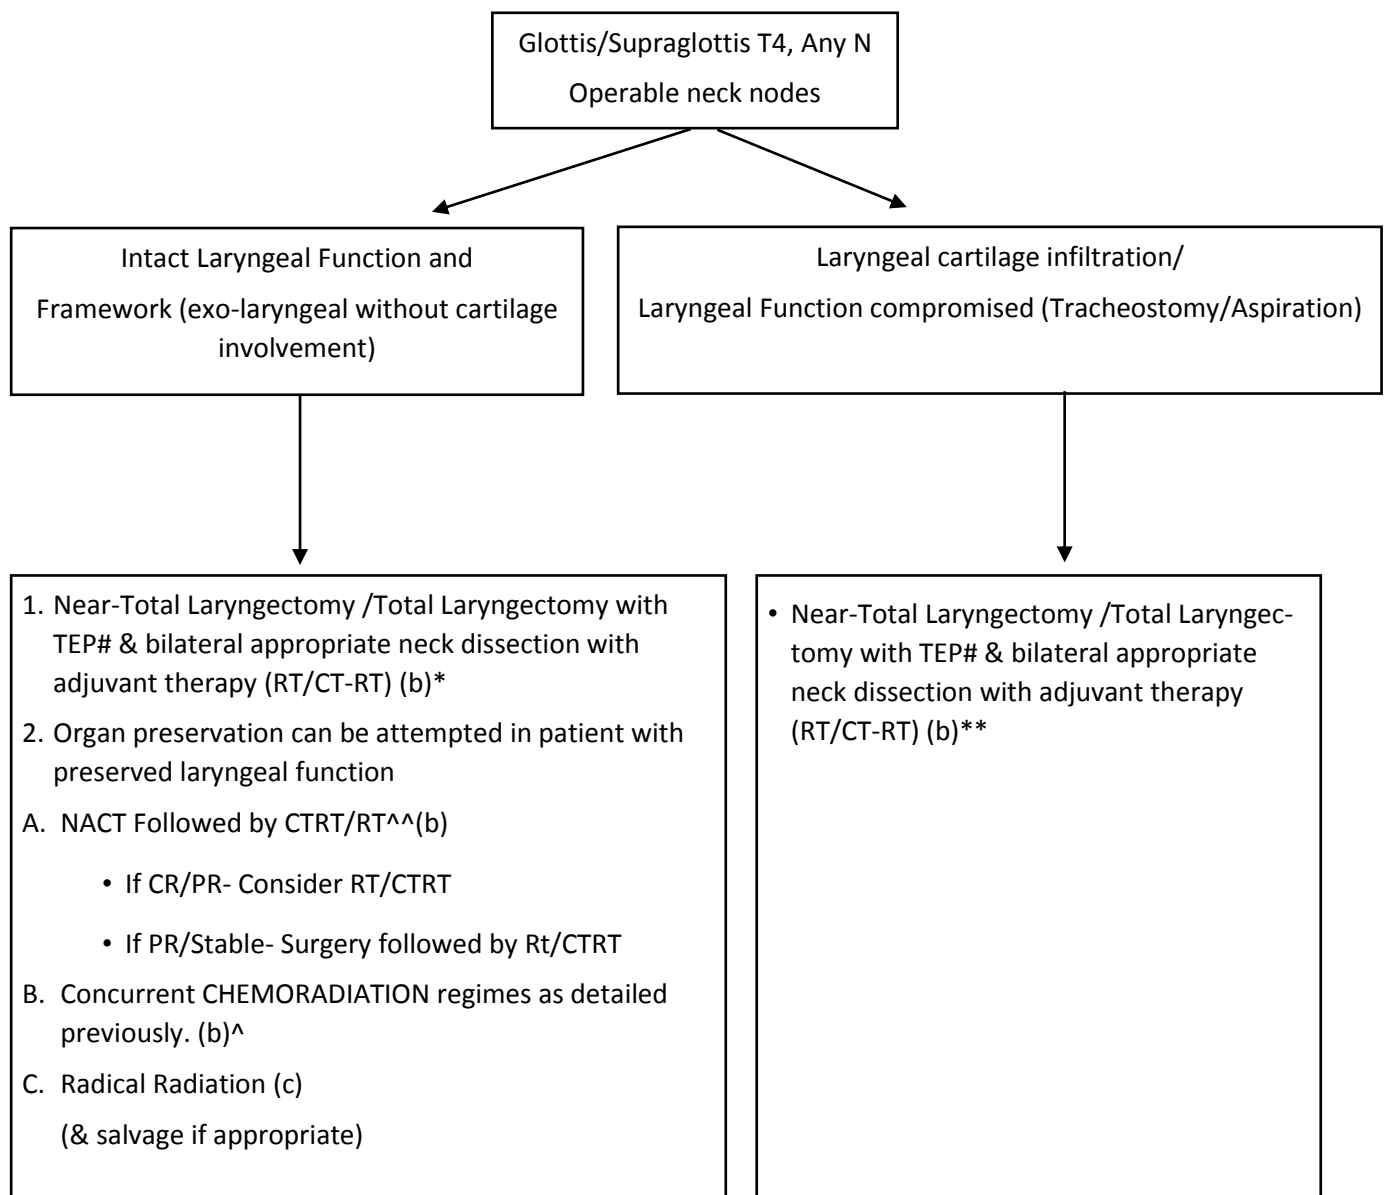 Glottis/Supraglottis T4, Any N
Operable neck nodes
Intact Laryngeal Function and
Framework (exo-laryngeal without cartilage
involvement)
Laryngeal cartilage infiltration/
Laryngeal Function compromised (Tracheostomy/Aspiration)
1. Near-Total Laryngectomy /Total Laryngectomy with
TEP# & bilateral appropriate neck dissection with
adjuvant therapy (RT/CT-RT) (b)*
2. Organ preservation can be attempted in patient with
preserved laryngeal function
A. NACT Followed by CTRT/RT^^(b)
• If CR/PR- Consider RT/CTRT
• If PR/Stable- Surgery followed by Rt/CTRT
B. Concurrent CHEMORADIATION regimes as detailed
previously. (b)^
C. Radical Radiation (c)
(& salvage if appropriate)
• Near-Total Laryngectomy /Total Laryngec-
tomy with TEP# & bilateral appropriate
neck dissection with adjuvant therapy
(RT/CT-RT) (b)**